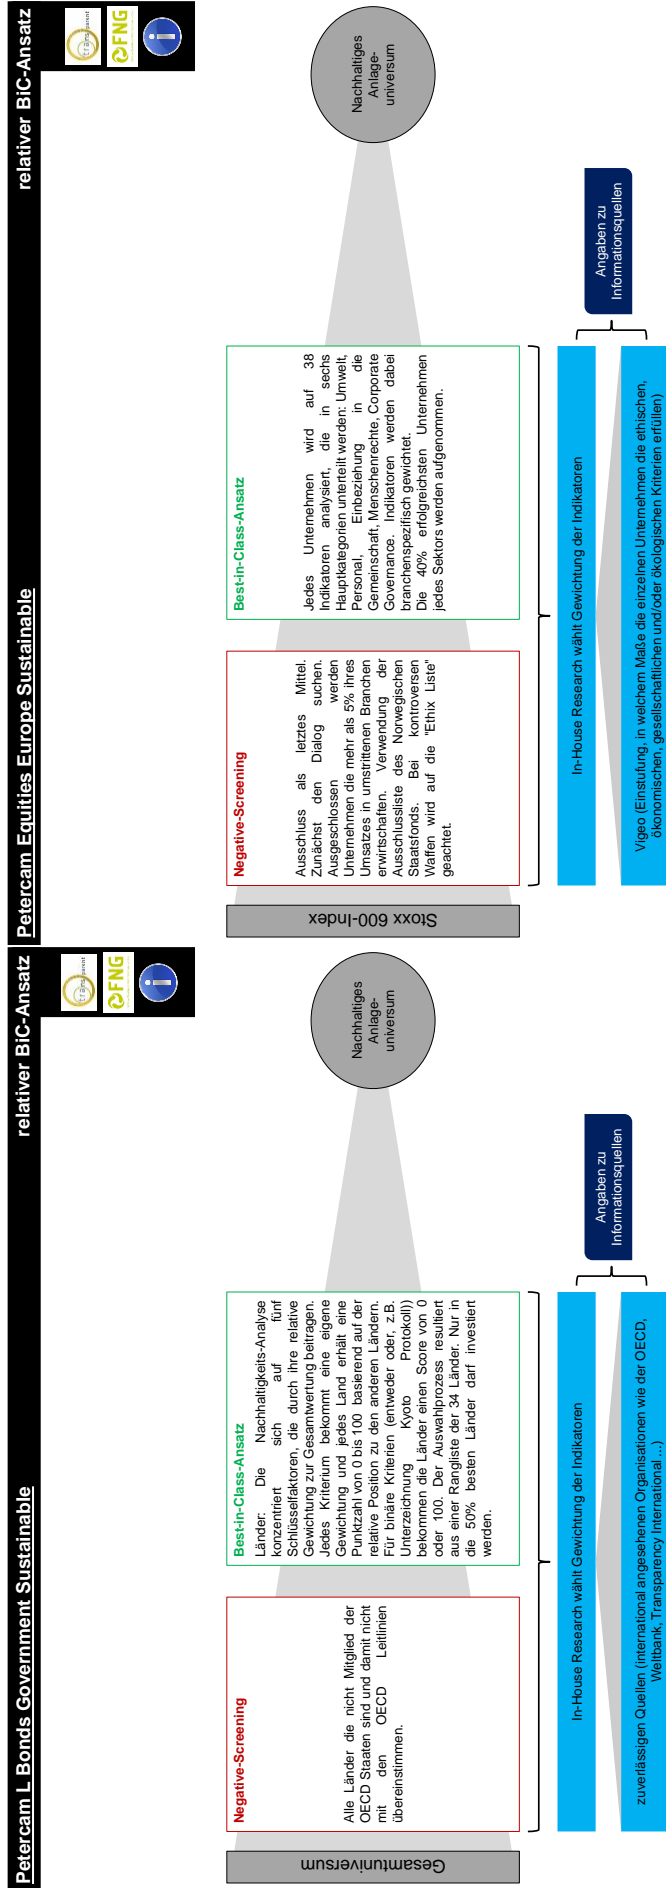 Petercam L Bonds Government Sustainable
relativer BiC-Ansatz
transparent
FNG
i
Gesamtuniversum
Negative-Screening
Alle Länder die nicht Mitglied der
OECD Staaten sind und damit nicht
mit den OECD Leitlinien
übereinstimmen.
Best-in-Class-Ansatz
Länder: Die Nachhaltigkeits-Analyse
konzentriert sich auf fünf
Schlüsselfaktoren, die durch ihre relative
Gewichtung zur Gesamtwertung beitragen.
Jedes Kriterium bekommt eine eigene
Gewichtung und jedes Land erhält eine
Punktzahl von 0 bis 100 basierend auf der
relative Position zu den anderen Ländern.
Für binäre Kriterien (entweder oder, z.B.
Unterzeichnung Kyoto Protokoll))
bekommen die Länder einen Score von 0
oder 100. Der Auswahlprozess resultiert
aus einer Rangliste der 34 Länder. Nur in
die 50% besten Länder darf investiert
werden.
Nachhaltiges
Anlage-
universum
In-House Research wählt Gewichtung der Indikatoren
zuverlässigen Quellen (international angesehenen Organisationen wie der OECD,
Weltbank, Transparency International ...)
Angaben zu
Informationsquellen
Petercam Equities Europe Sustainable
relativer BiC-Ansatz
transparent
FNG
i
Stoxx 600-Index
Negative-Screening
Ausschluss als letztes Mittel.
Zunächst den Dialog suchen.
Ausgeschlossen werden
Unternehmen die mehr als 5% ihres
Umsatzes in umstrittenen Branchen
erwirtschaften. Verwendung der
Ausschlussliste des Norwegischen
Staatsfonds. Bei kontroversen
Waffen wird auf die "Ethix Liste"
geachtet.
Best-in-Class-Ansatz
Jedes Unternehmen wird auf 38
Indikatoren analysiert, die in sechs
Hauptkategorien unterteilt werden: Umwelt,
Personal, Einbeziehung in die
Gemeinschaft, Menschenrechte, Corporate
Governance. Indikatoren werden dabei
branchenspezifisch gewichtet.
Die 40% erfolgreichsten Unternehmen
jedes Sektors werden aufgenommen.
Nachhaltiges
Anlage-
universum
In-House Research wählt Gewichtung der Indikatoren
Vigeo (Einstufung, in welchem Maße die einzelnen Unternehmen die ethischen,
ökonomischen, gesellschaftlichen und/oder ökologischen Kriterien erfüllen)
Angaben zu
Informationsquellen